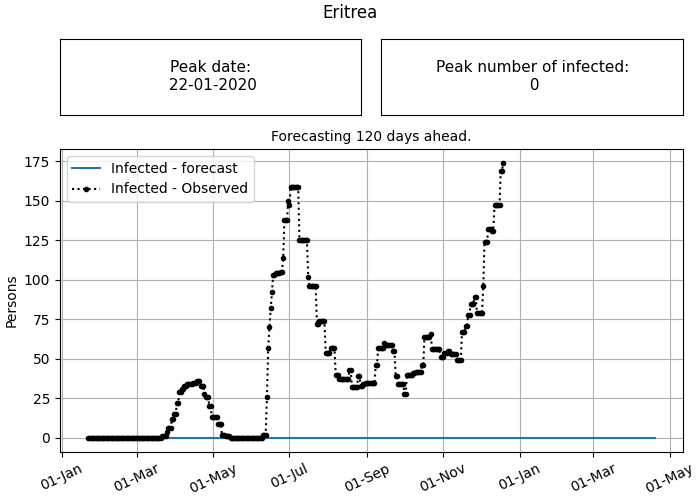 Eritrea
Peak date:
22-01-2020
Peak number of infected:
0
Forecasting 120 days ahead.
Infected - forecast
Infected - Observed
Persons
175
150
125
100
75
50
25
0
01-Jan
01-Mar
01-May
01-Jul
01-Sep
01-Nov
01-Jan
01-Mar
01-May